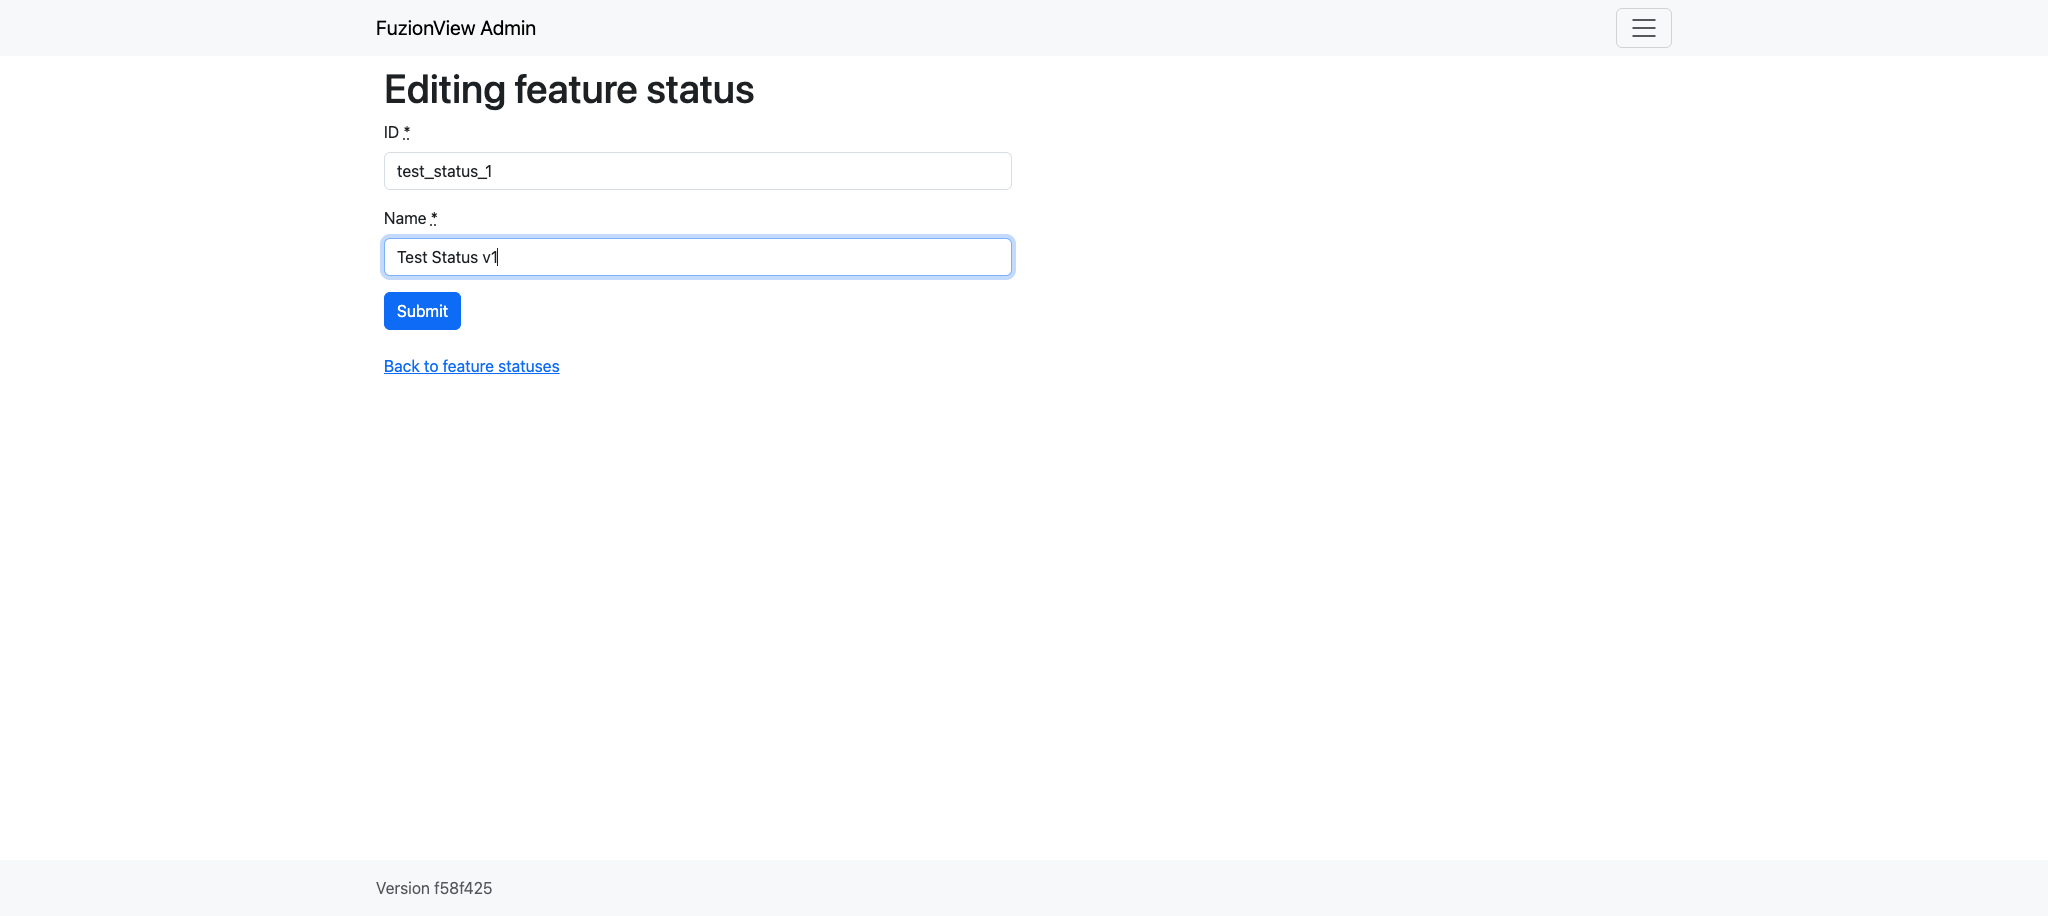 FuzionView Admin
Editing feature status
ID *
test_status_1
Name *
Test Status v1
Submit
Back to feature statuses
Version f58f425